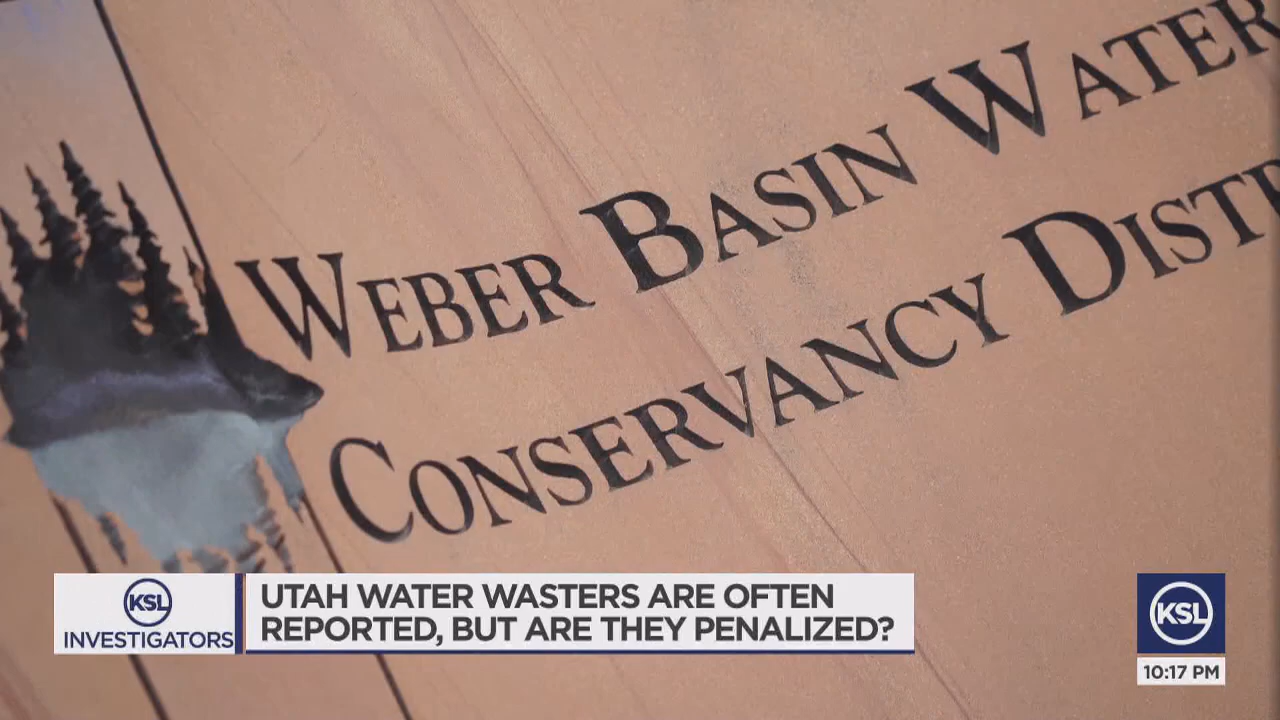 WEBER BASIN WATER
CONSERVANCY DISTR
KSL
INVESTIGATORS
UTAH WATER WASTERS ARE OFTEN
REPORTED, BUT ARE THEY PENALIZED?
KSL
10:17 PM